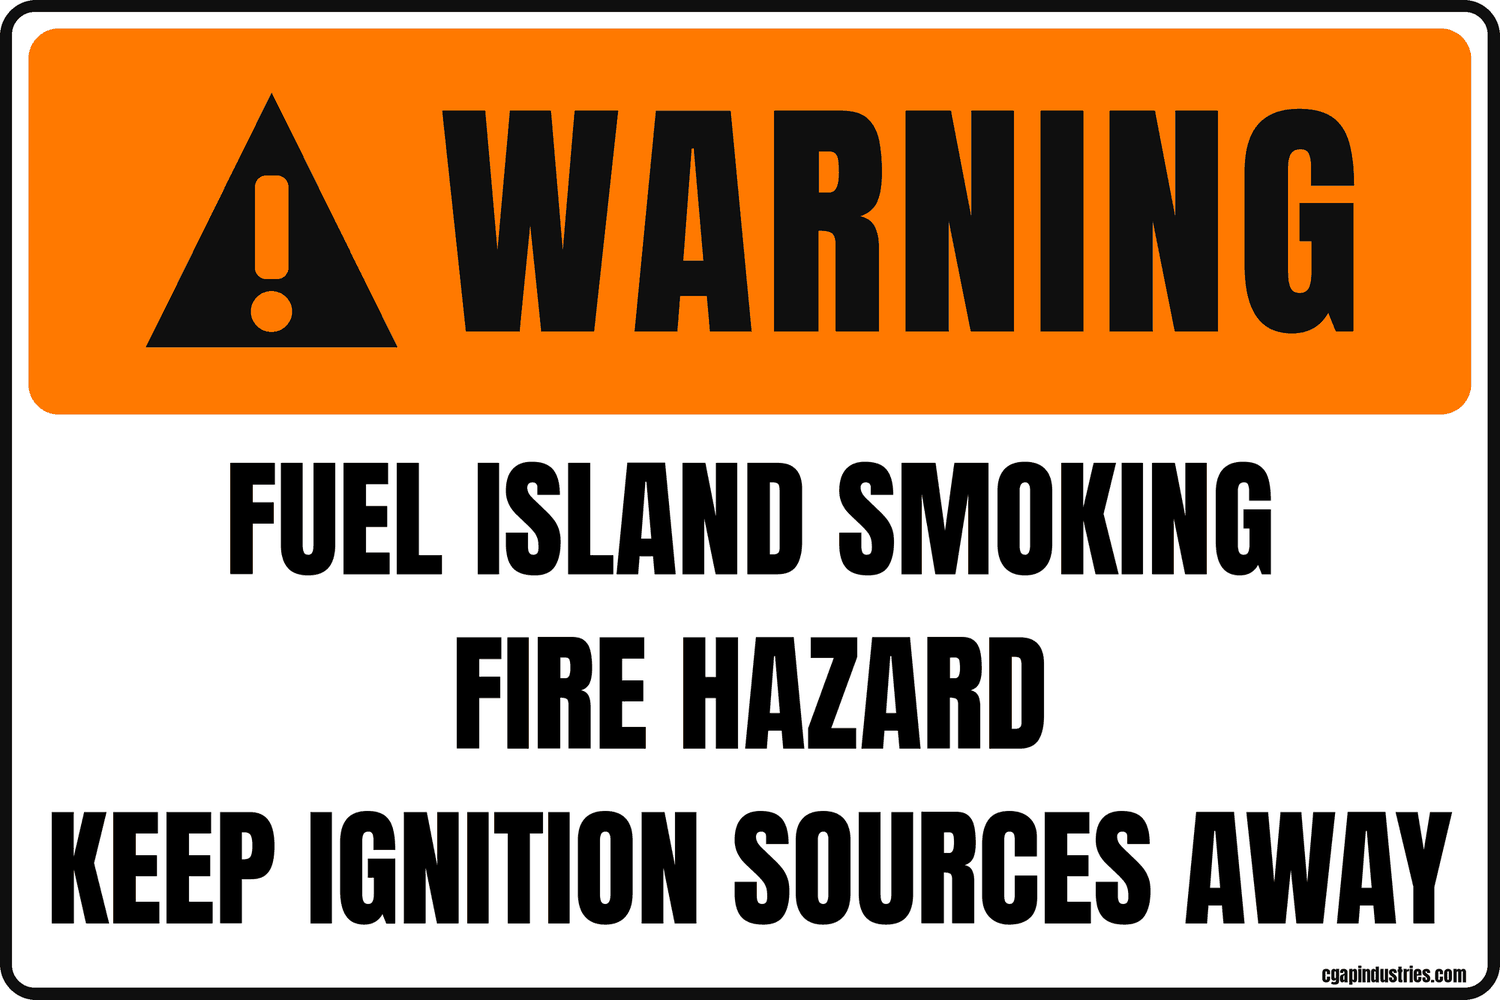 WARNING
FUEL ISLAND SMOKING
FIRE HAZARD
KEEP IGNITION SOURCES AWAY
cgapindustries.com